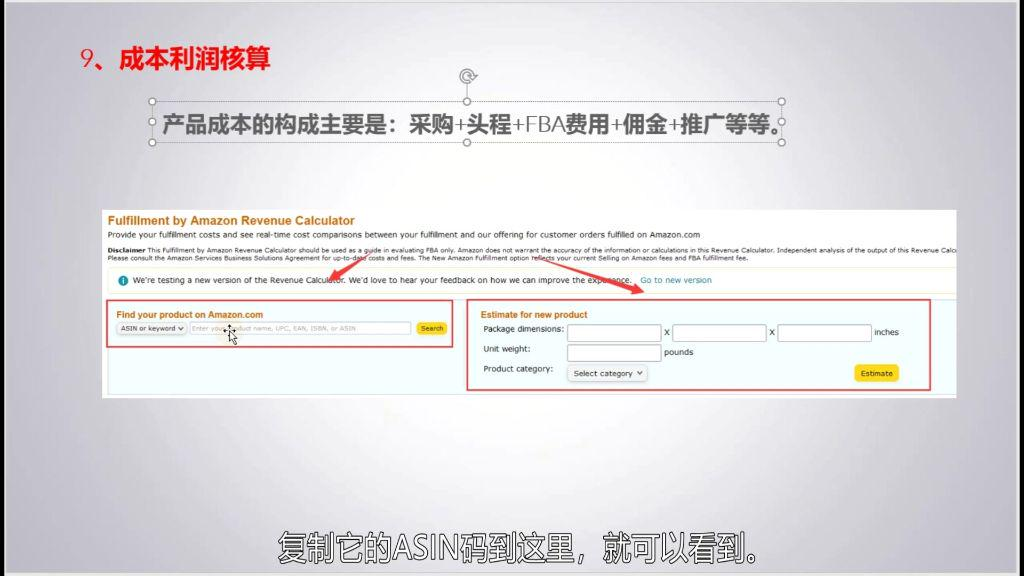 9、成本利润核算
产品成本的构成主要是：采购+头程+FBA费用+佣金+推广等等。
Fulfillment by Amazon Revenue Calculator
Provide your fulfillment costs and see real-time cost comparisons between your fulfillment and our offering for customer orders fulfilled on Amazon.com
Disclaimer This Fulfillment by Amazon Revenue Calculator should be used as a guide in evaluating FBA only. Amazon does not warrant the accuracy of the information or calculations in this Revenue Calculator. Independent analysis of the output of this Revenue Calc
Please consult the Amazon Services Business Solutions Agreement for up-to-date costs and fees. The New Amazon Fulfillment option reflects your current Selling on Amazon fees and FBA fulfillment fee.
We're testing a new version of the Revenue Calculator. We'd love to hear your feedback on how we can improve the experience. Go to new version
Find your product on Amazon.com
ASIN or keyword Enter your product name, UPC, EAN, ISBN, or ASIN Search
Estimate for new product
Package dimensions: X X inches
Unit weight: pounds
Product category: Select category Estimate
复制它的ASIN码到这里，就可以看到。